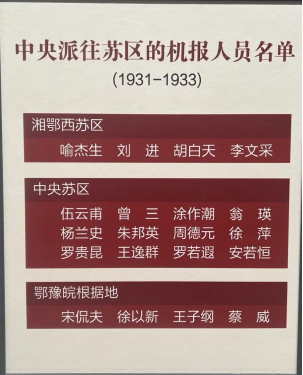 中央派往苏区的机报人员名单
(1931-1933)
湘鄂西苏区
喻杰生 刘 进 胡白天 李文采
中央苏区
伍云甫 曾 三 涂作潮 翁 瑛
杨兰史 朱邦英 周德元 徐 萍
罗贵昆 王逸群 罗若遐 安若恒
鄂豫皖根据地
宋侃夫 徐以新 王子纲 蔡 威